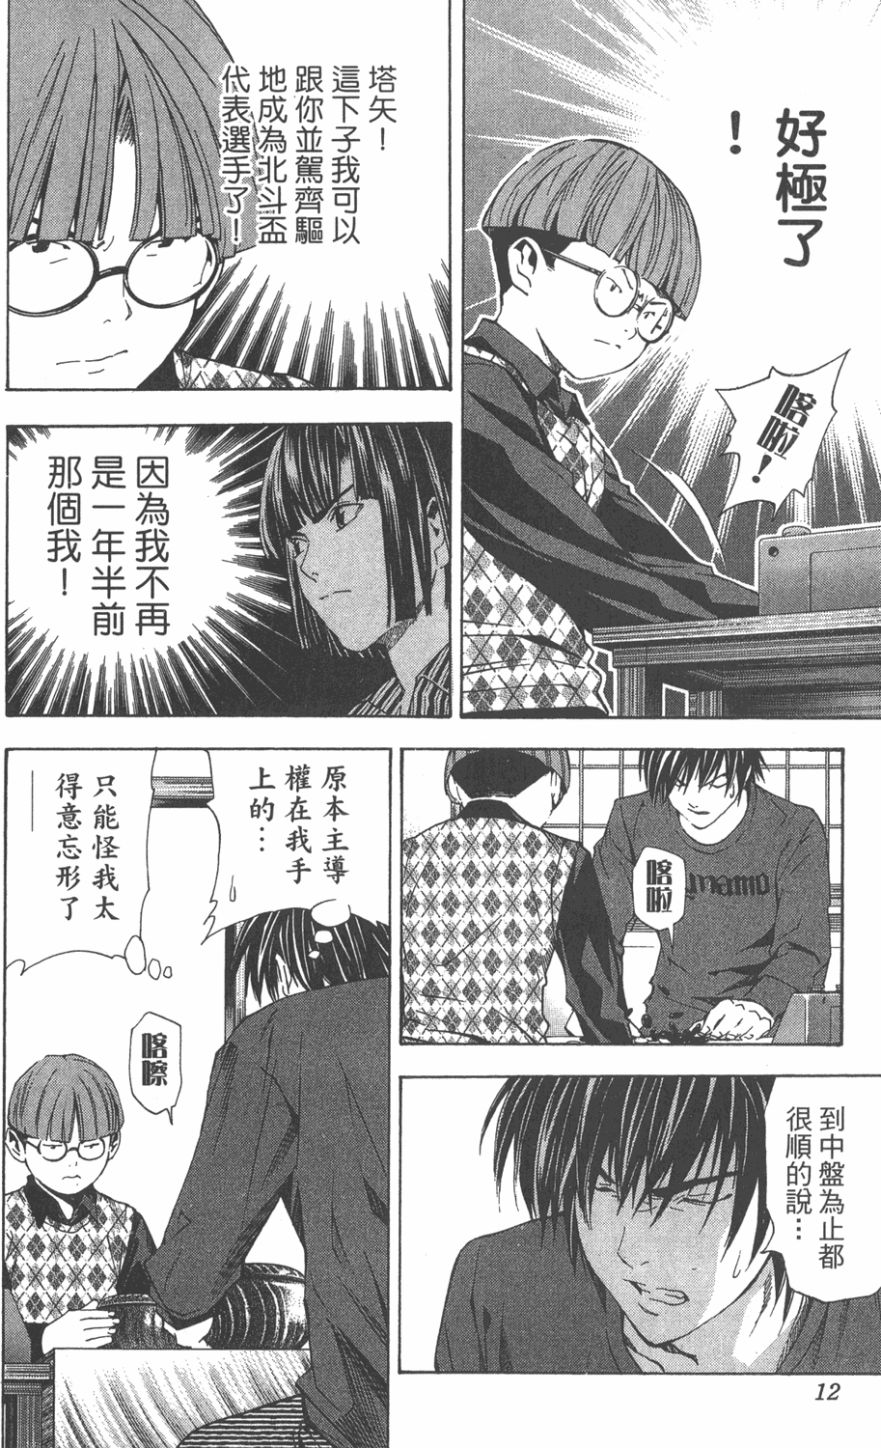 好極了
！
喀啦！
塔矢！
這下子我可以
跟你並駕齊驅
地成為北斗盃
代表選手了！
因為我不再
是一年半前
那個我！
喀啦
mamo
到中盤為止都
很順的說…
原本主導
權在我手
上的…
只能怪我太
得意忘形了
——
喀嚓
12